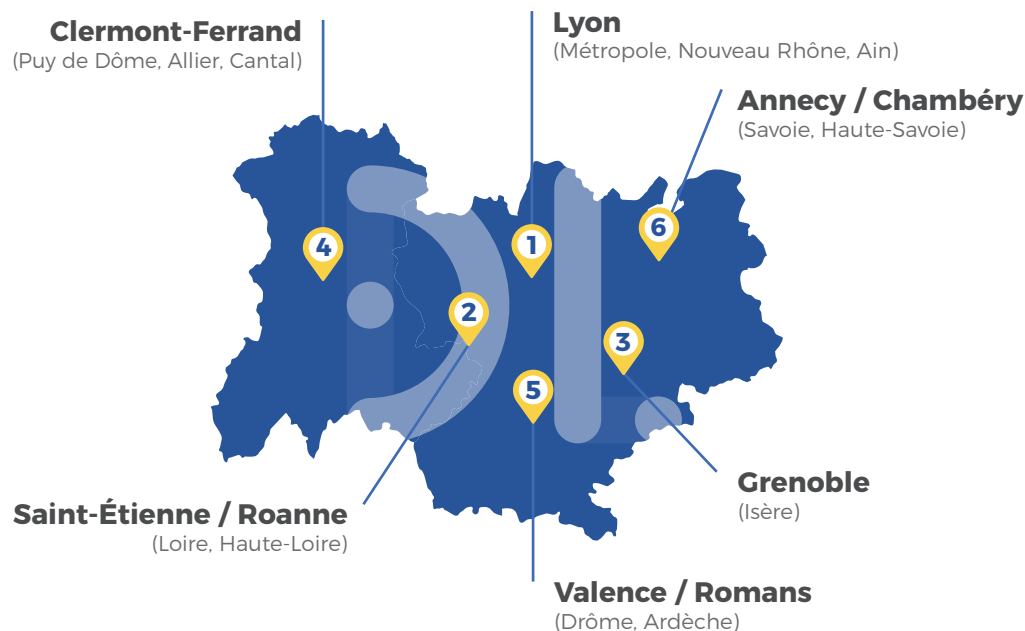 Clermont-Ferrand
(Puy de Dôme, Allier, Cantal)
Lyon
(Métropole, Nouveau Rhône, Ain)
Annecy / Chambéry
(Savoie, Haute-Savoie)
4
1
6
2
3
5
Grenoble
(Isère)
Saint-Étienne / Roanne
(Loire, Haute-Loire)
Valence / Romans
(Drôme, Ardèche)